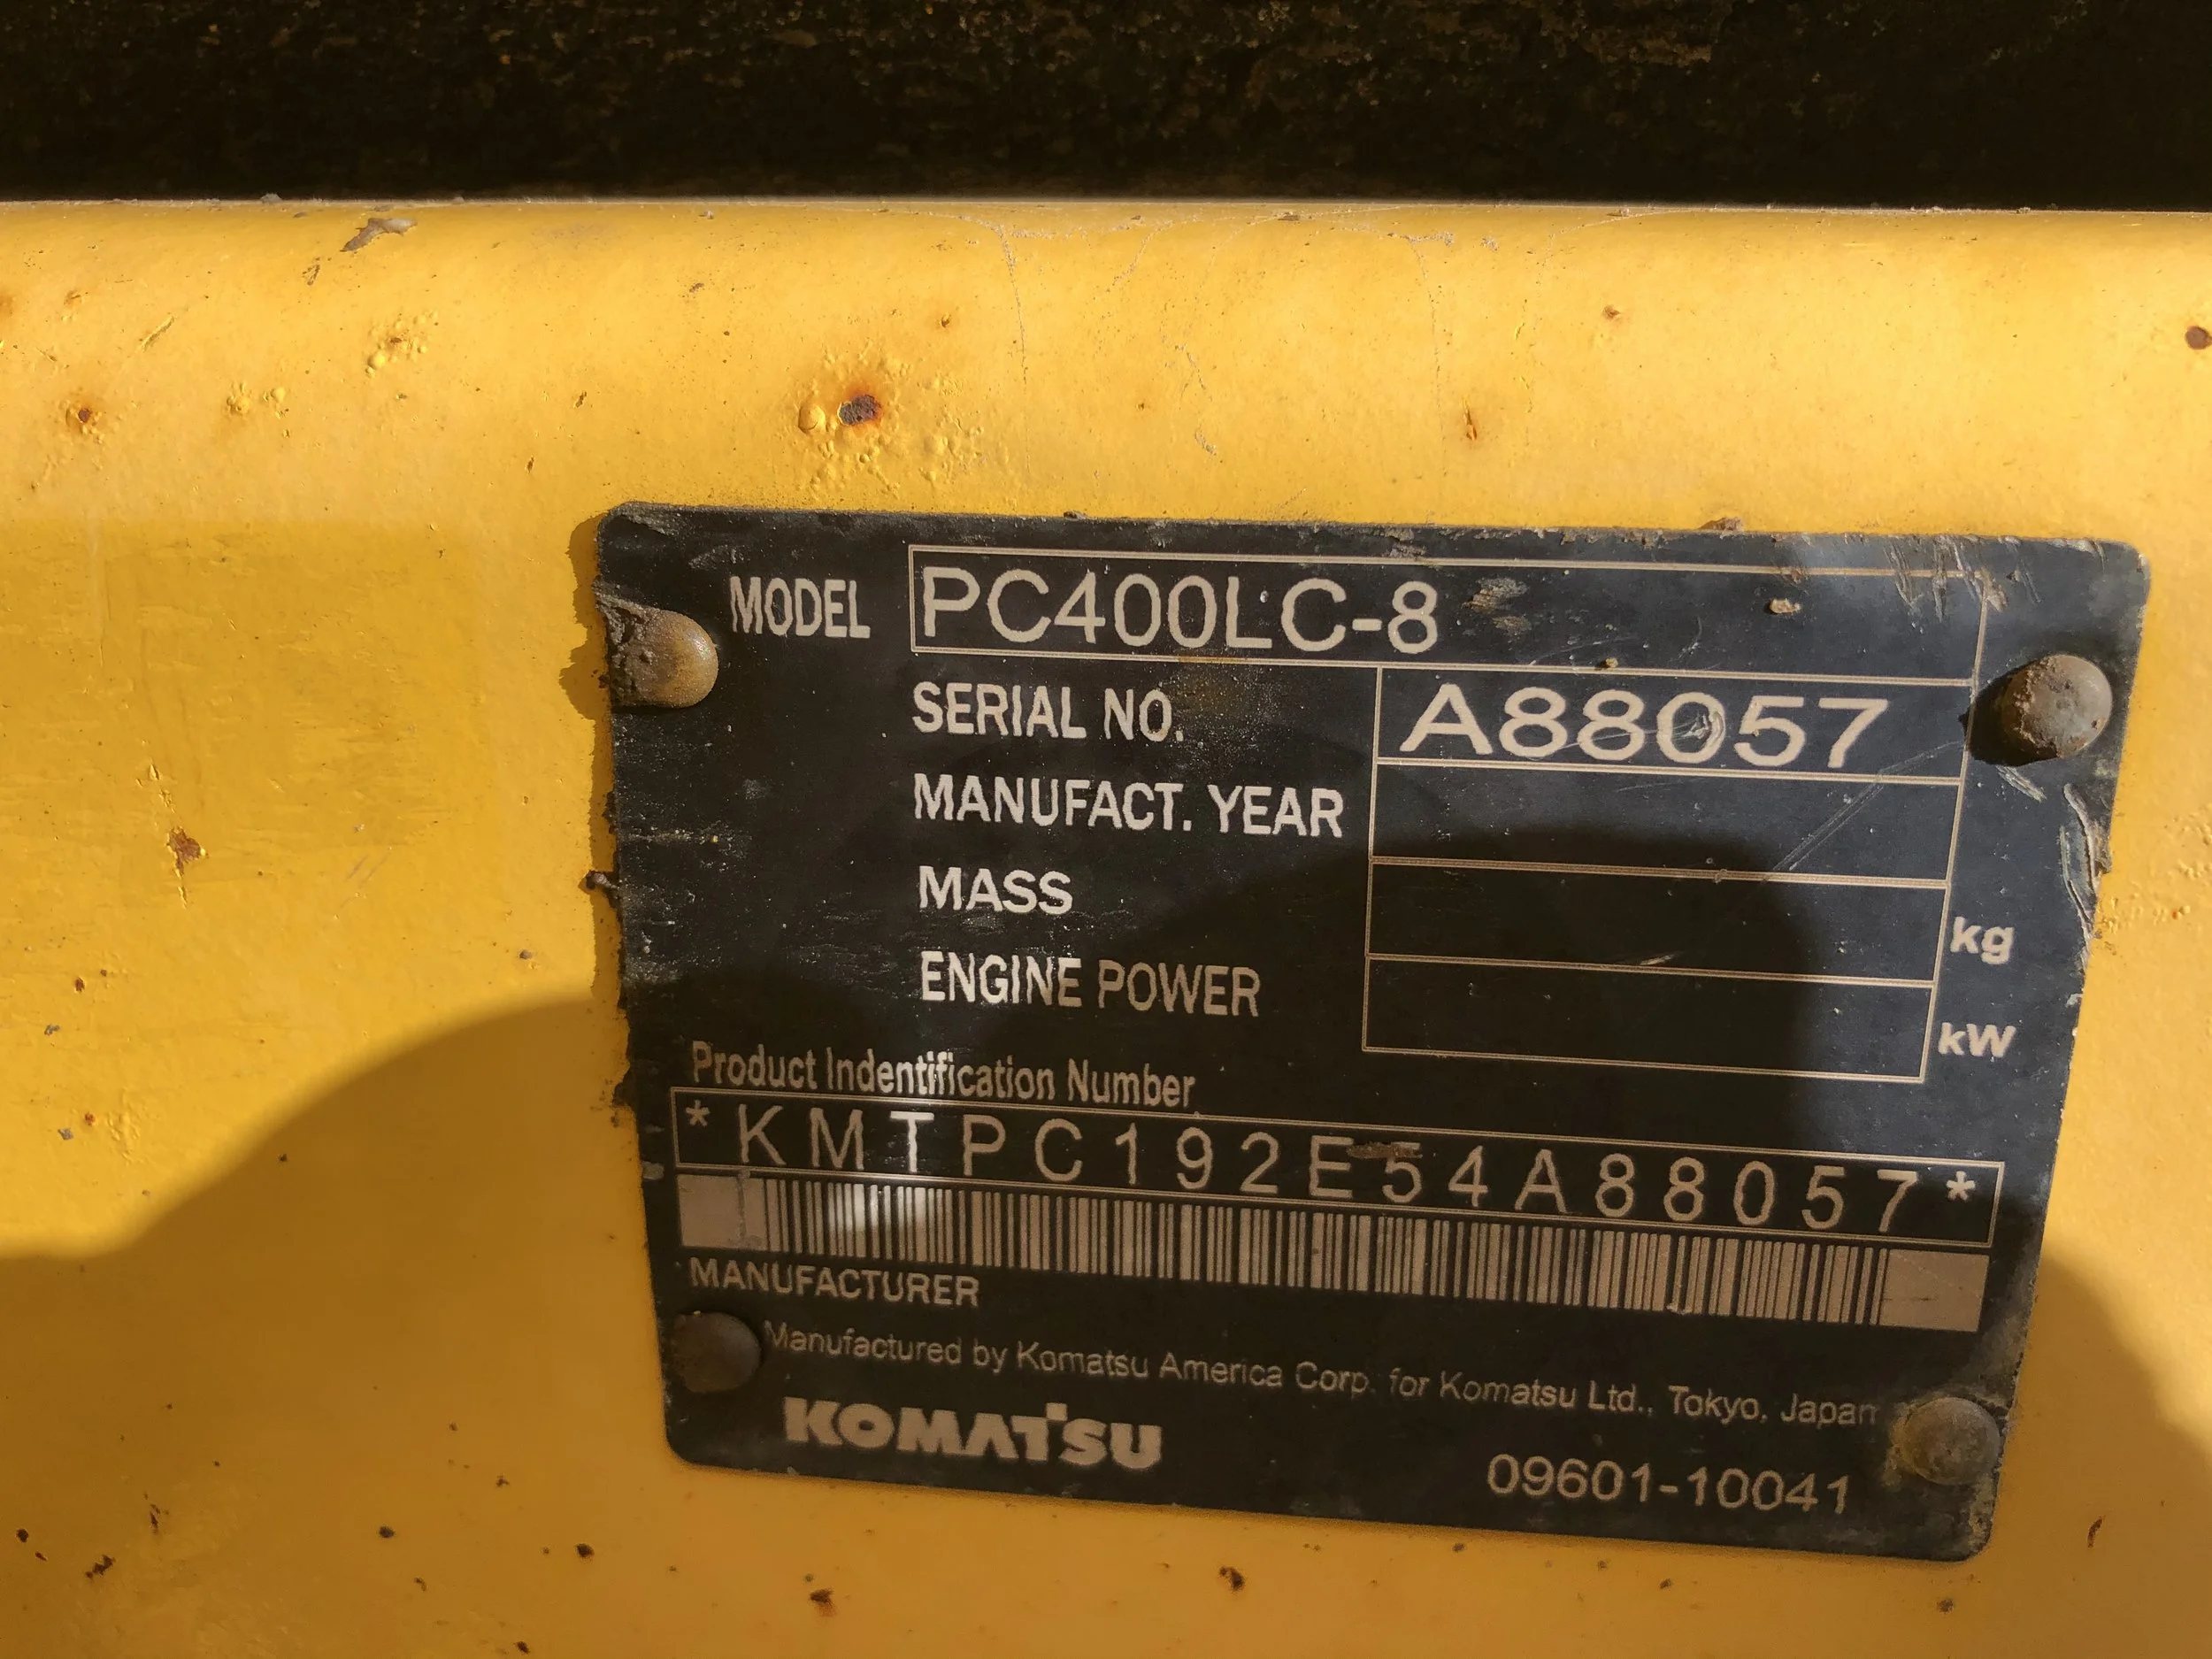 MODEL PC400LC-8
SERIAL NO. A88057
MANUFACT. YEAR
MASS kg
ENGINE POWER kW
Product Indentification Number
*KMTPC192E54A88057*
MANUFACTURER
Manufactured by Komatsu America Corp. for Komatsu Ltd., Tokyo, Japan
KOMATSU
09601-10041